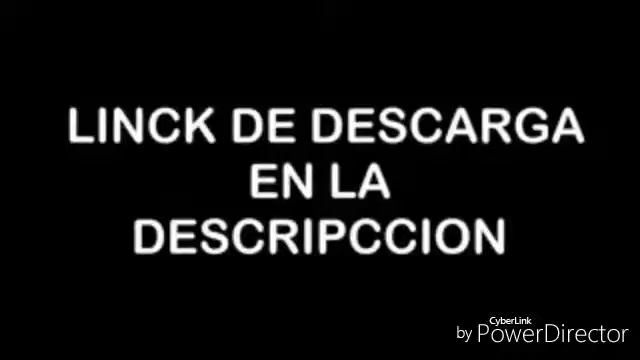 LINCK DE DESCARGA
EN LA
DESCRIPCCION
CyberLink
by PowerDirector